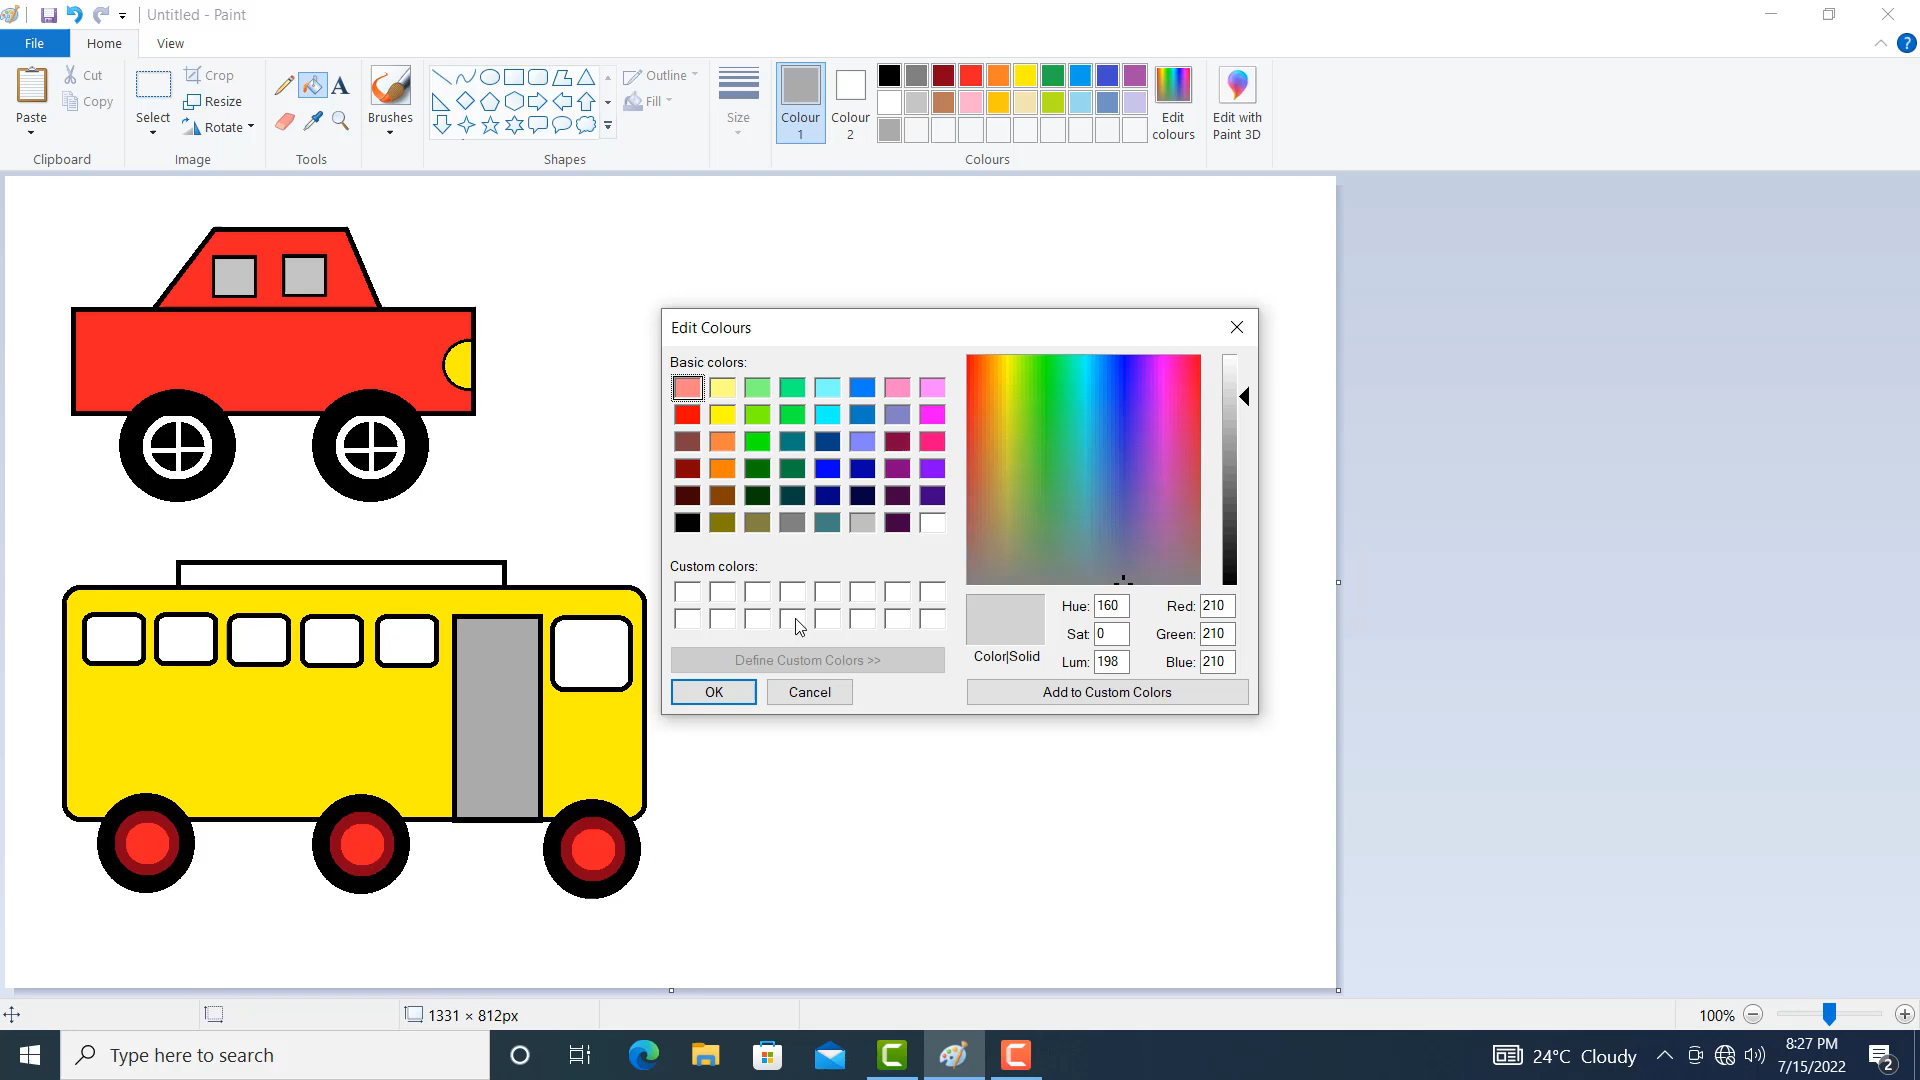 Untitled - Paint
File
Home
View
Paste
Cut
Copy
Clipboard
Select
Crop
Resize
Rotate
Image
A
Tools
Brushes
Outline
Fill
Shapes
Size
Colour
1
Colour
2
Edit
colours
Colours
Edit with
Paint 3D
?
Edit Colours
Basic colors:
Custom colors:
Define Custom Colors >>
OK
Cancel
Color|Solid
Hue: 160
Sat: 0
Lum: 198
Red: 210
Green: 210
Blue: 210
Add to Custom Colors
1331 × 812px
100%
Type here to search
C
C
24°C Cloudy
8:27 PM
7/15/2022
2